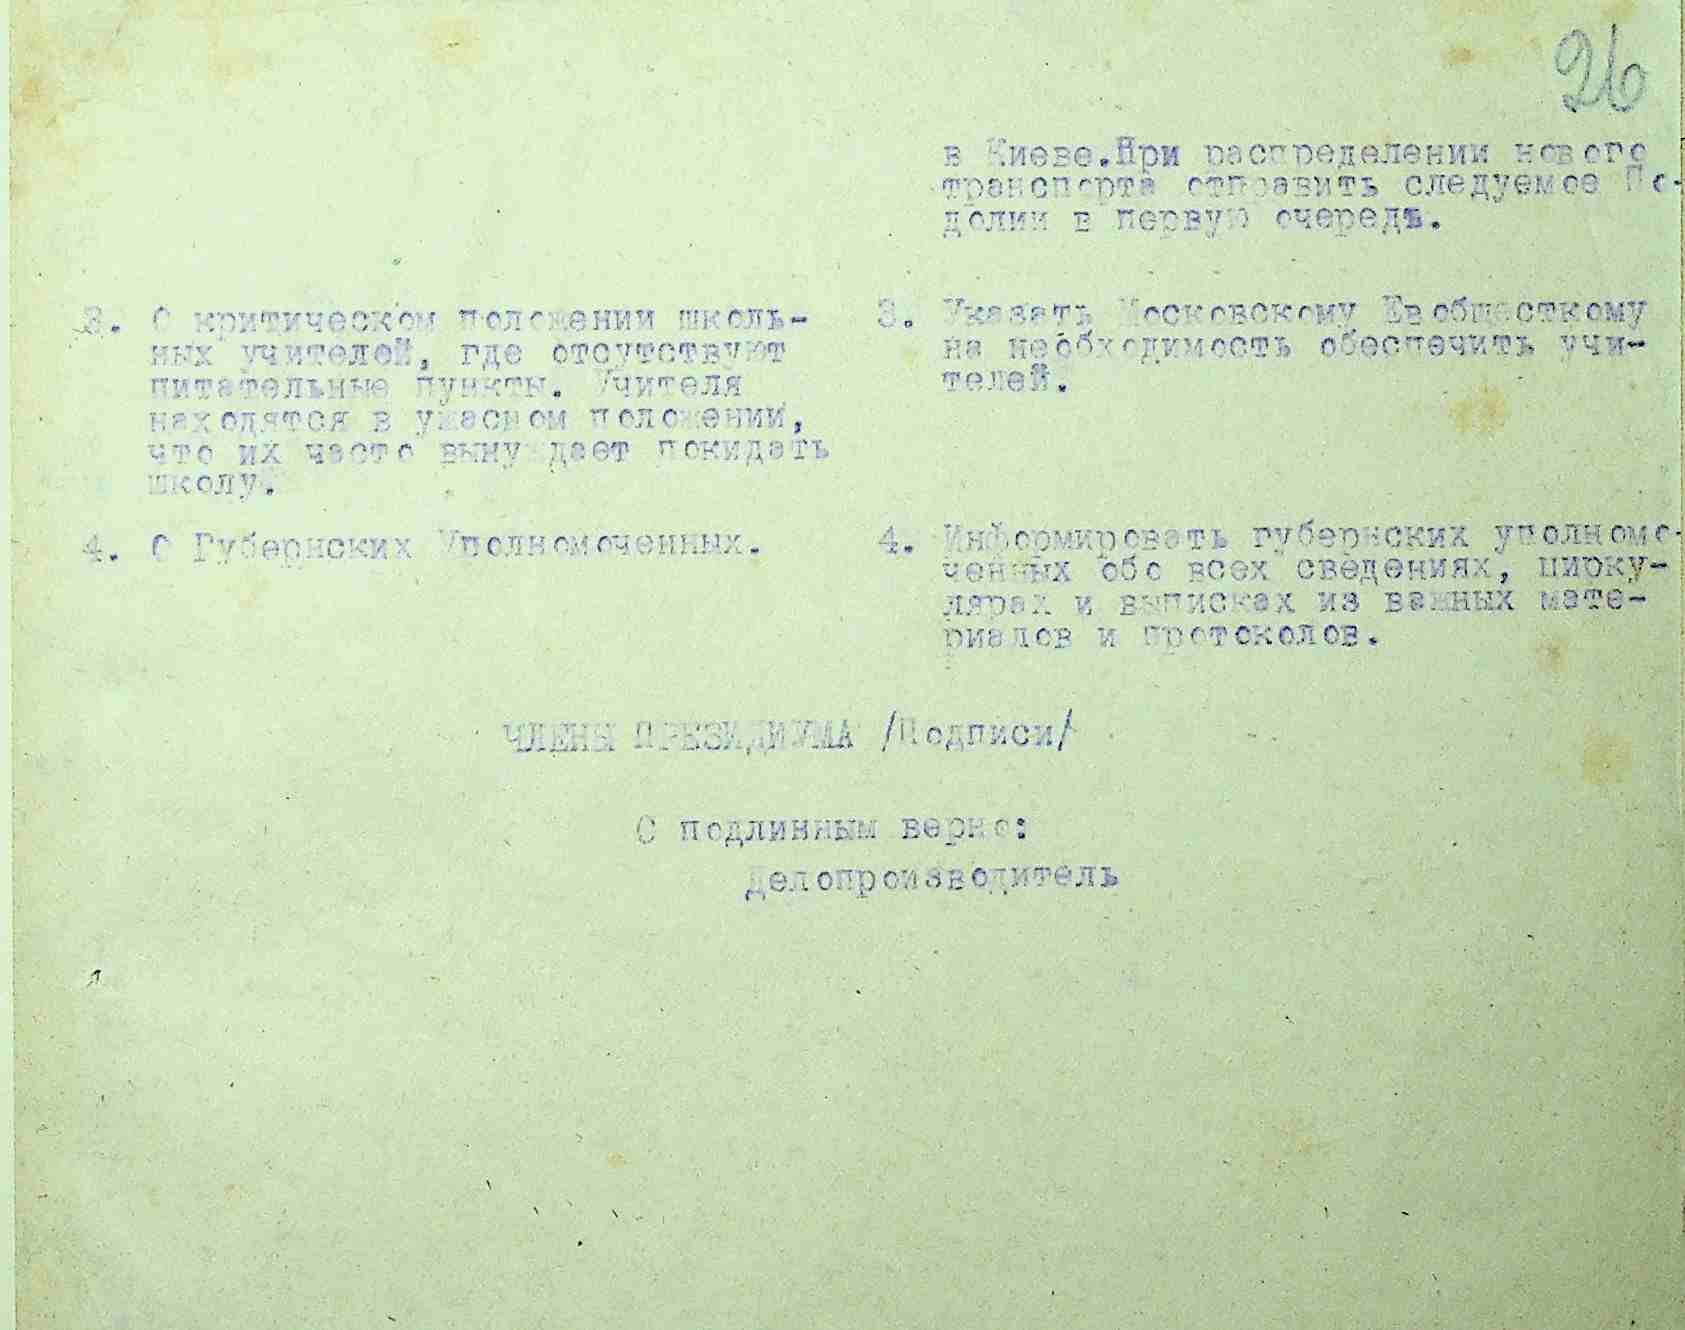 26
в Киеве.При распределении нового
транспорта отправить следуемое По-
долии в первую очередь.
3. О критическом положении школь-
ных учителей, где отсутствуют
питательные пункты. Учителя
находятся в ужасном положении,
что их часто вынуждает покидать
школу.
3. Указать Московскому Евобщесткому
на необходимость обеспечить учи-
телей.
4. О Губернских Уполномоченных.
4. Информировать губернских уполномо-
ченных обо всех сведениях, цирку-
лярах и выписках из важных мате-
риалов и протоколов.
ЧЛЕНЫ ПРЕЗИДИУМА /Подписи/
С подлинным верно:
Делопроизводитель